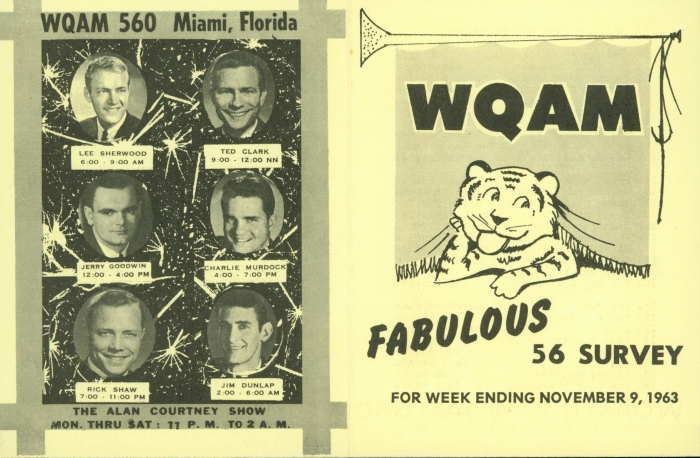 WQAM 560 Miami, Florida
LEE SHERWOOD
6:00 - 9:00 AM
TED CLARK
9:00 - 12:00 NN
JERRY GOODWIN
12:00 - 4:00 PM
CHARLIE MURDOCK
4:00 - 7:00 PM
RICK SHAW
7:00 - 11:00 PM
JIM DUNLAP
2:00 - 6:00 AM
THE ALAN COURTNEY SHOW
MON. THRU SAT: 11 P. M. TO 2 A. M.
WQAM
FABULOUS
56 SURVEY
FOR WEEK ENDING NOVEMBER 9, 1963